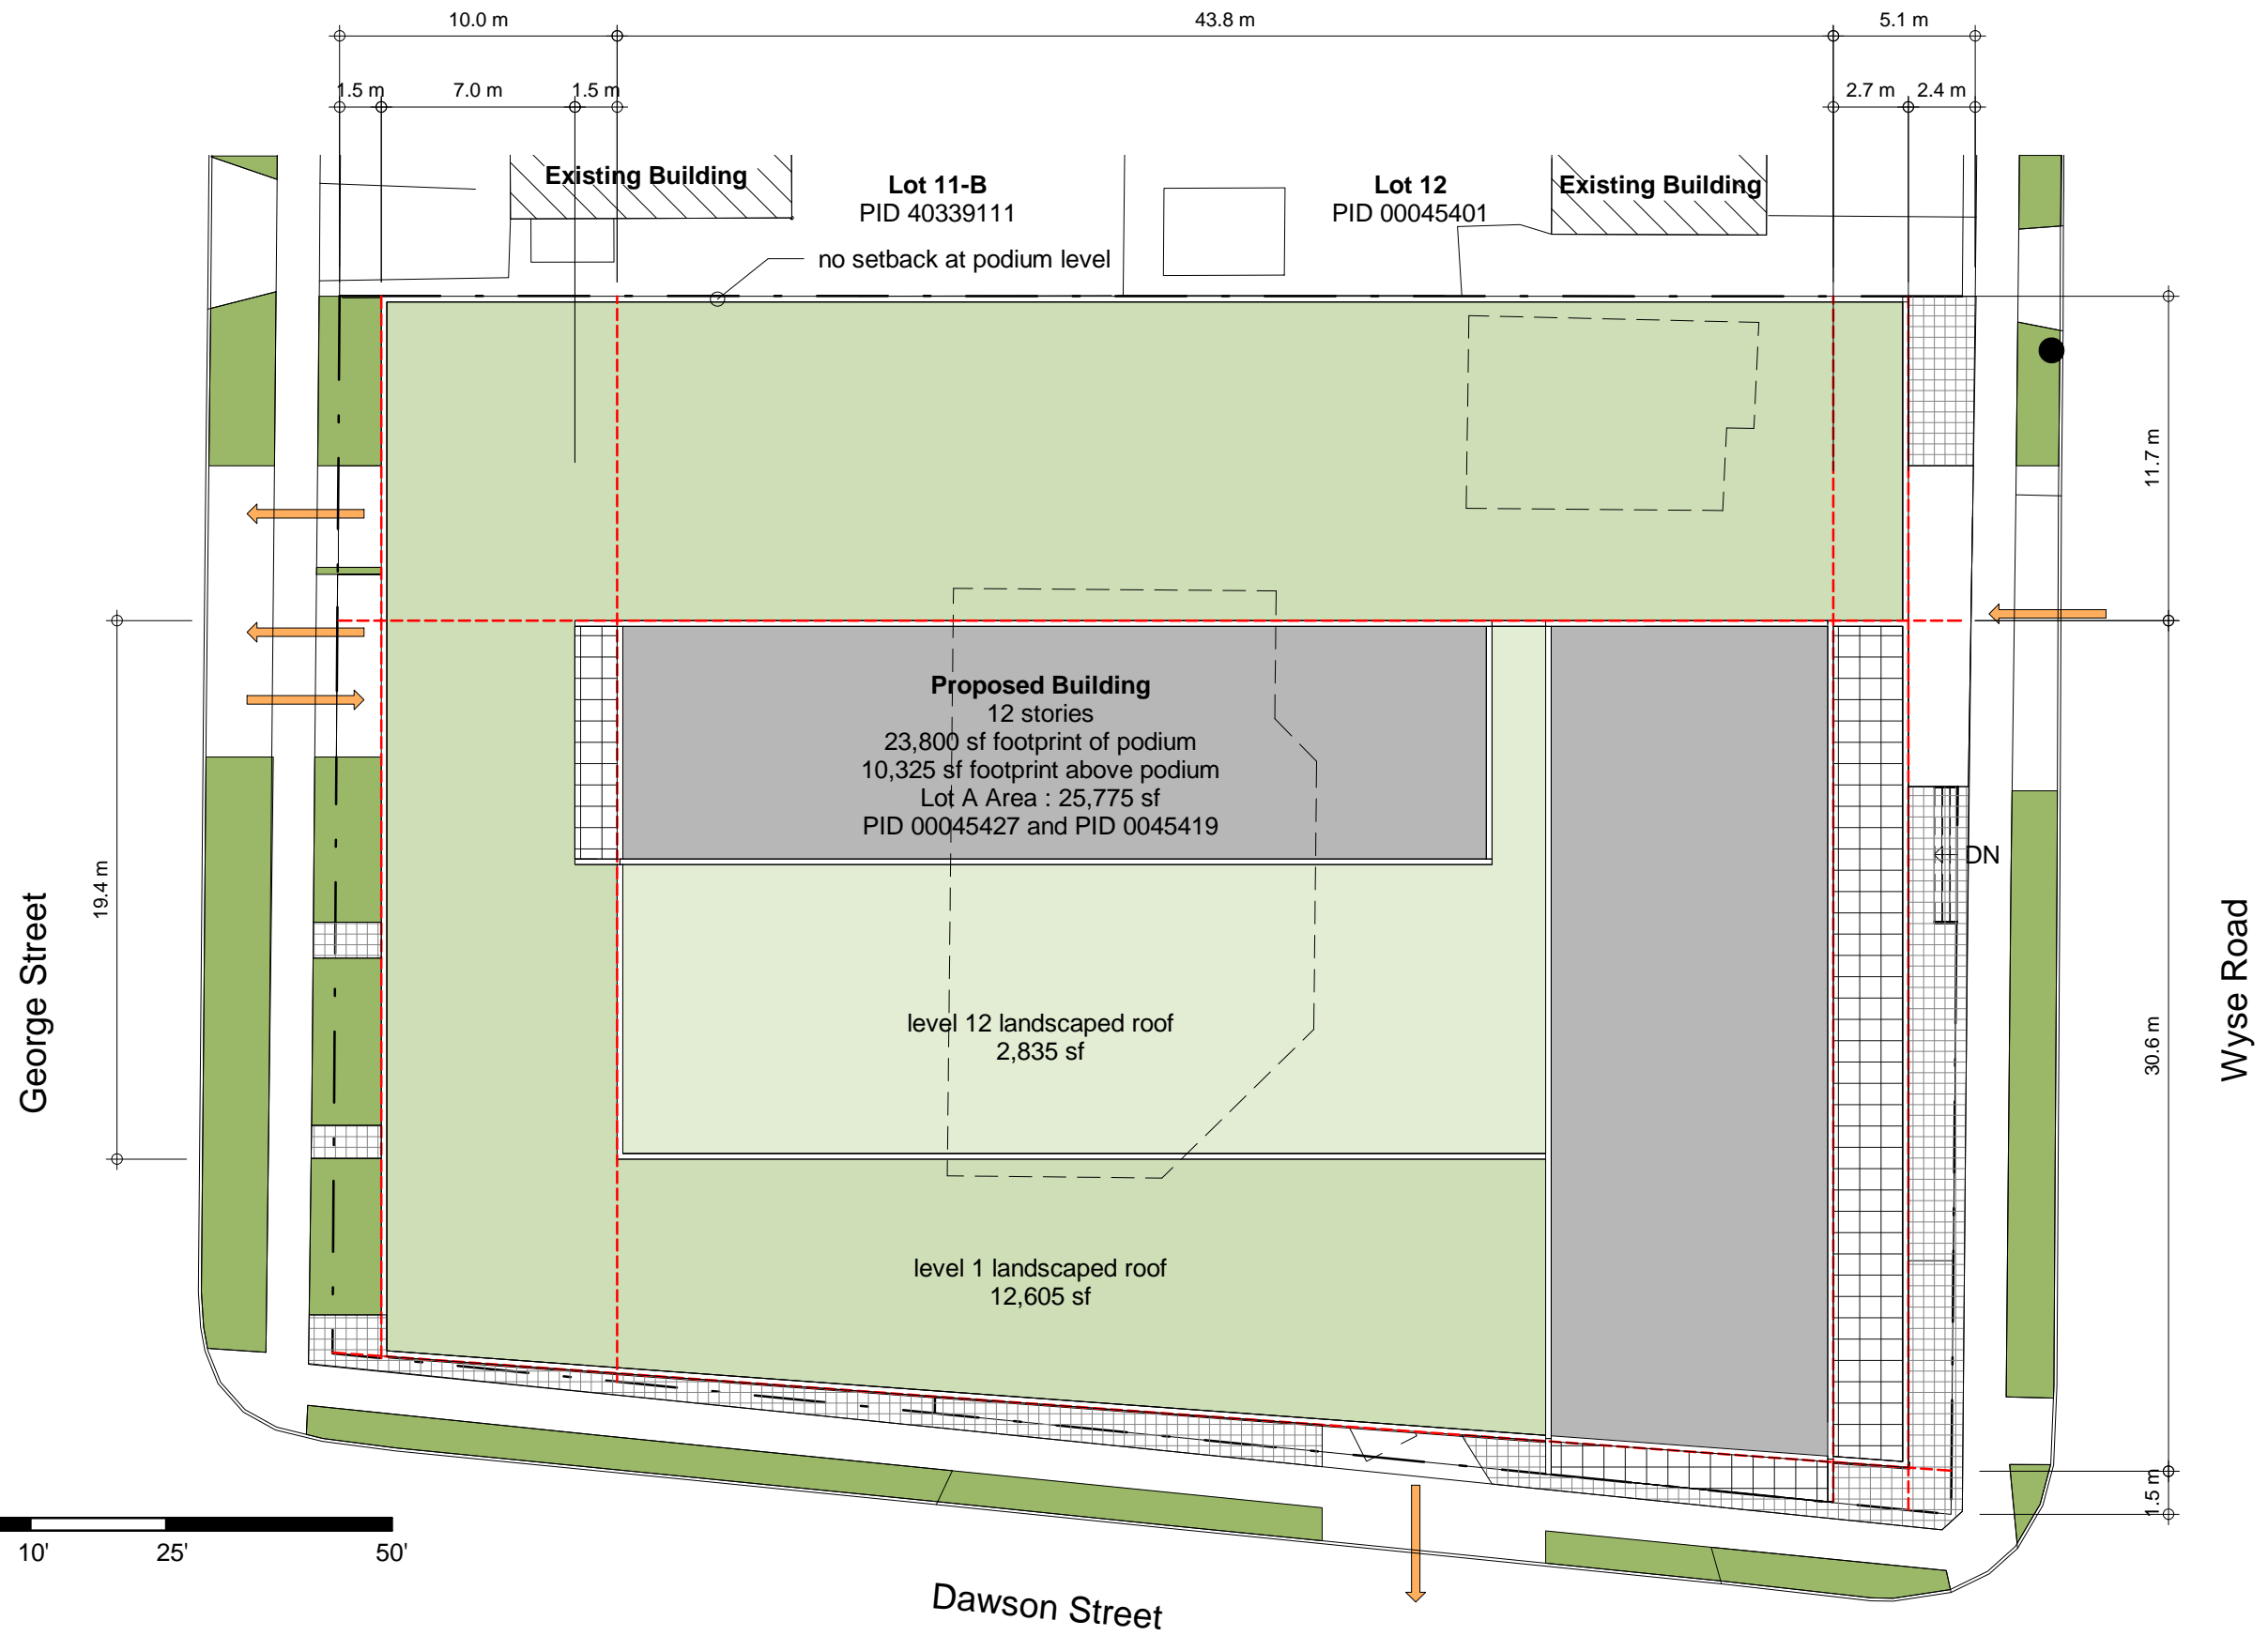 10.0 m
43.8 m
5.1 m
1.5 m
7.0 m
1.5 m
2.7 m
2.4 m
Existing Building
Lot 11-B
PID 40339111
Lot 12
PID 00045401
Existing Building
no setback at podium level
11.7 m
Proposed Building
12 stories
23,800 sf footprint of podium
10,325 sf footprint above podium
Lot A Area : 25,775 sf
PID 00045427 and PID 0045419
DN
19.4 m
George Street
Wyse Road
level 12 landscaped roof
2,835 sf
30.6 m
level 1 landscaped roof
12,605 sf
1.5 m
10'
25'
50'
Dawson Street